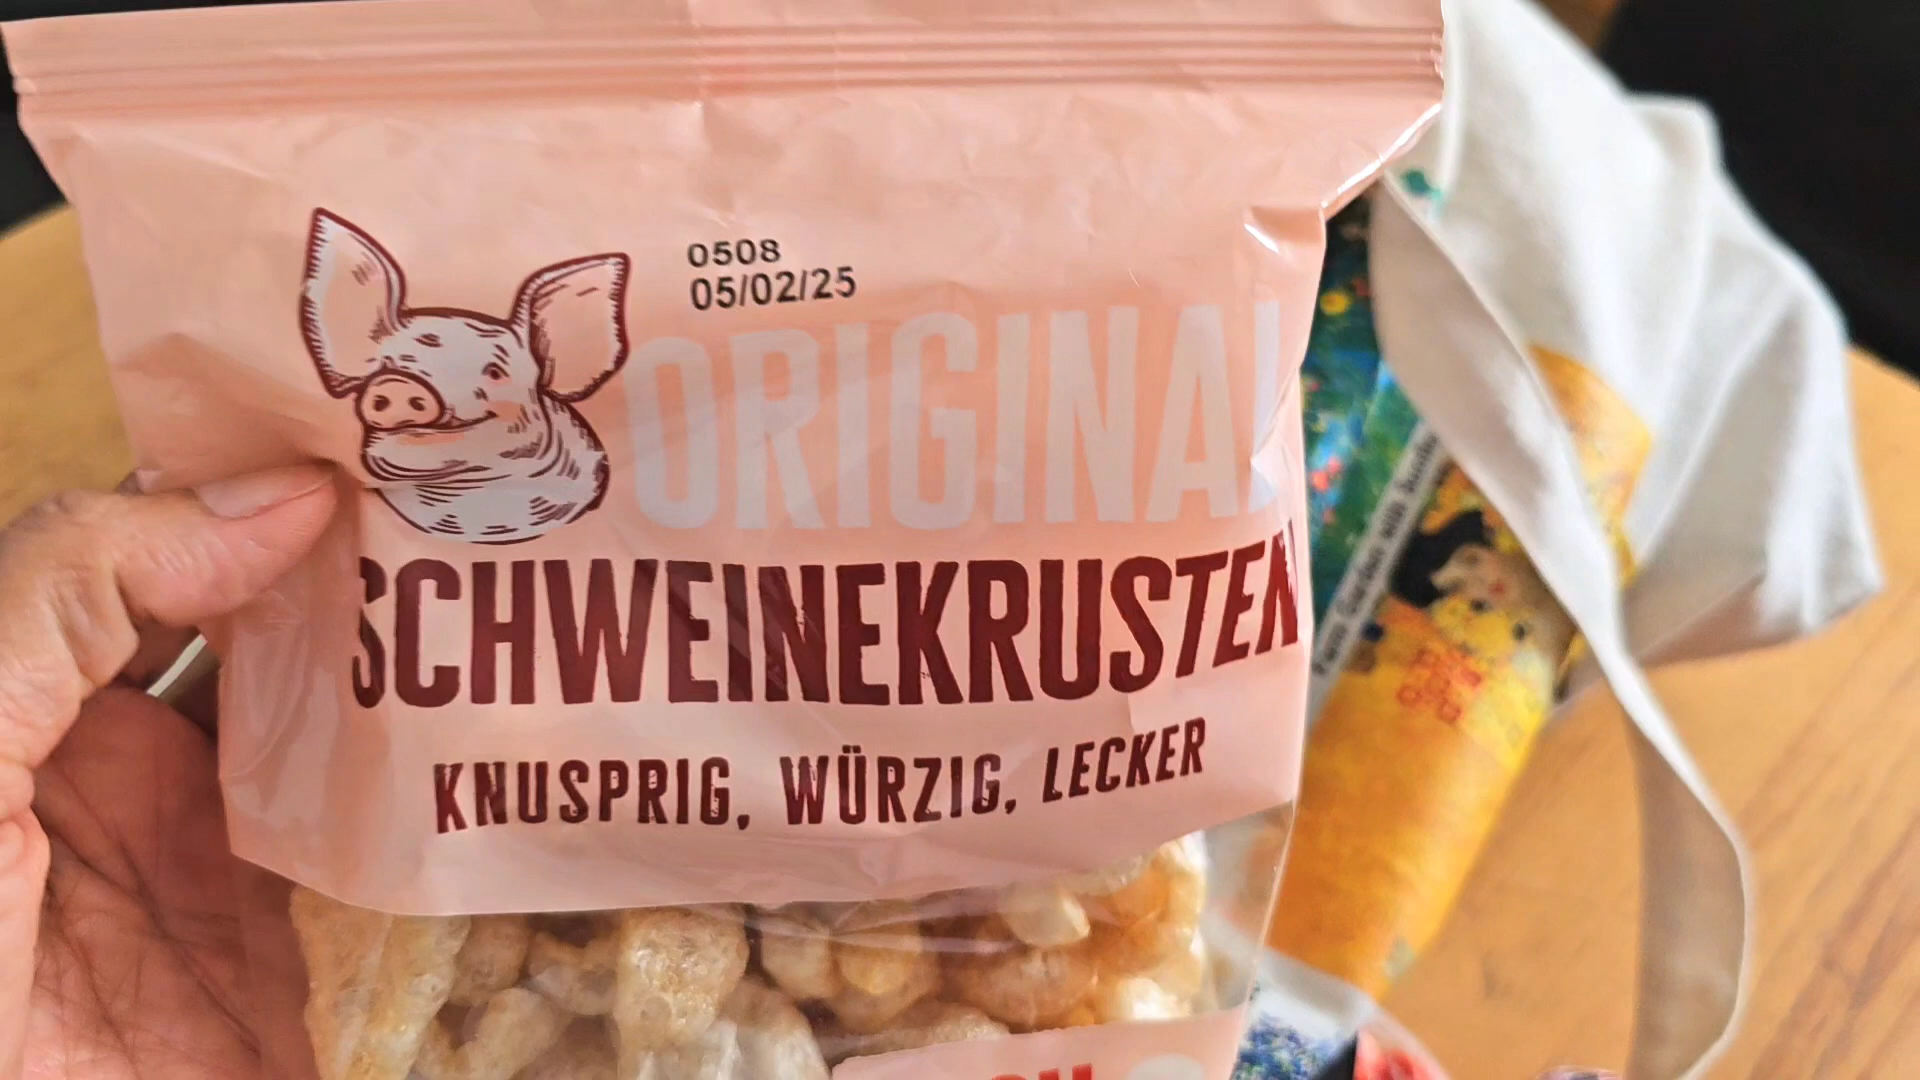 0508
05/02/25
ORIGINAL
SCHWEINEKRUSTEN
KNUSPRIG, WÜRZIG, LECKER